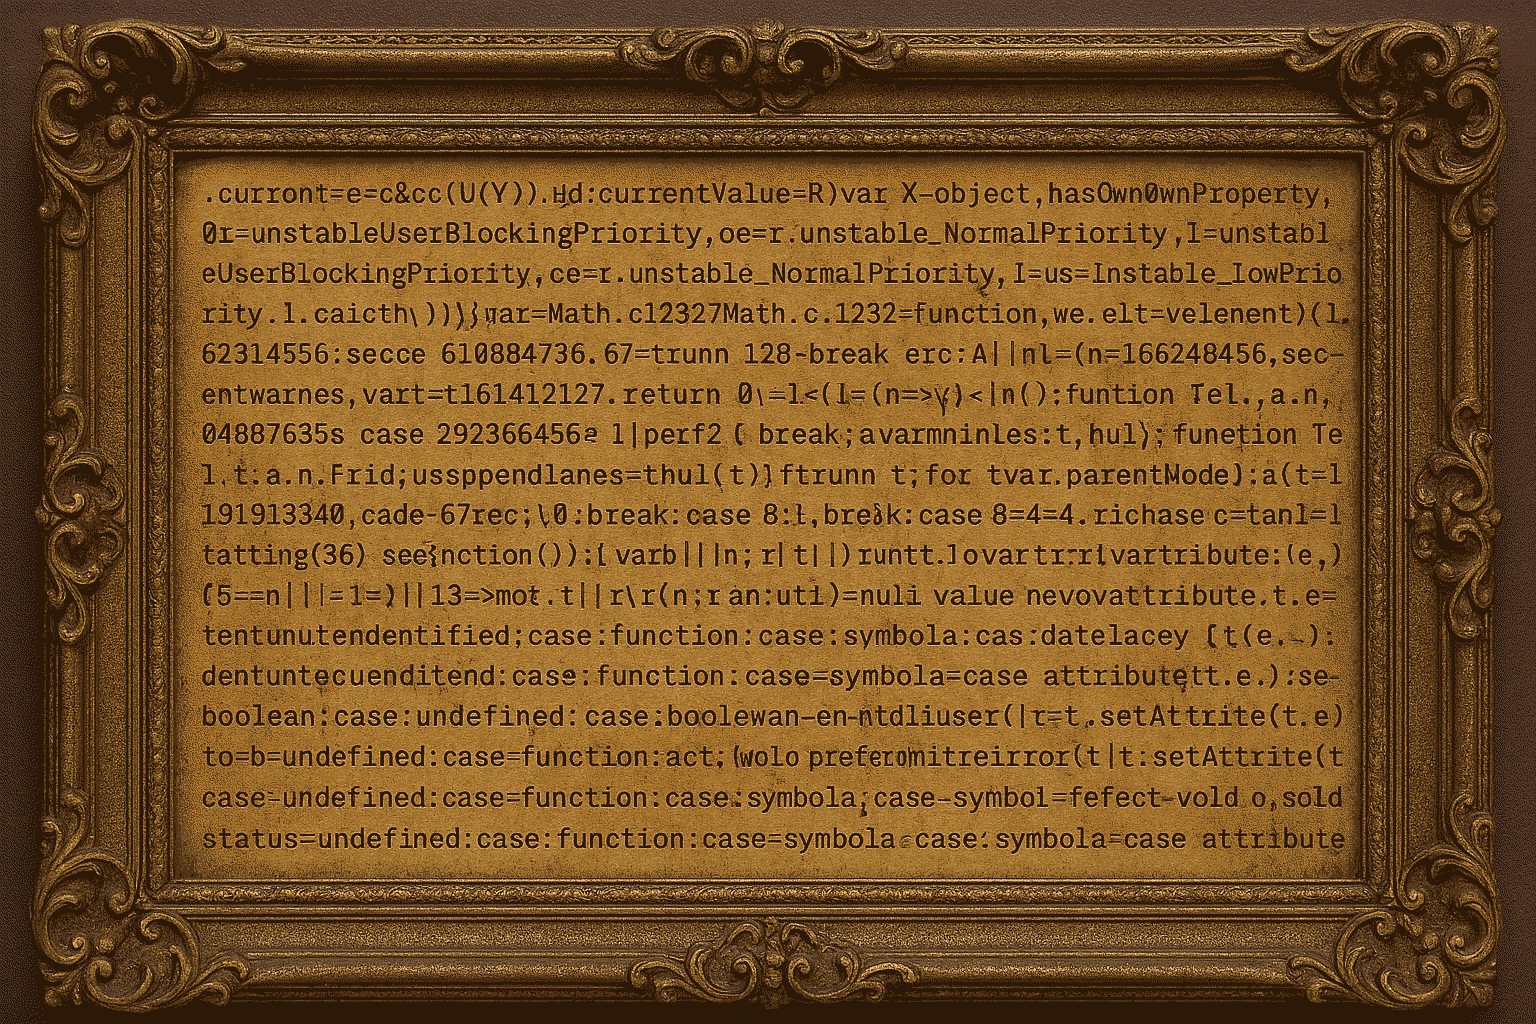 .curront=e=c&cc(U(Y)).Hd:currentValue=R)var X–object,hasOwn0wnProperty,
0r=unstableUserBlockingPriority,oe=r.unstable_NormalPriority,I=unstabl
eUserBlockingPriority,ce=r.unstable_NormalPriority,I=us=Instable_IowPrio
rity.l.caicth\))}{var=Math.c12327Math.c.1232=function,we.elt=velenent)(l.
62314556:secce 610884736.67=trunn 128-break erc:A||nl=(n=166248456,sec–
entwarnes,vart=t161412127.return 0\=l<(l=(n=>y)<|n():funtion Tel.,a.n,
04887635s case 292366456a 1|perf2 ( break;avarmninles:t,hul);funetion Te
l.t:a.n.Frid;ussppendlanes=thul(t)}ftrunn t;for tvar.parentMode):a(t=l
191913340,cade-67rec;\0:break:case 8:t,break:case 8=4=4.richase c=tanl=l
tatting(36) see{nction()):[varb|||n;r|t||)runtt.]ovartr:r(vartribute:(e,)
(5==n|||=1=)||13=>mot.t||r\r(n;ran:uti)=nuli value nevovattribute.t.e=
tentunutendentified;case:function:case:symbola:cas:datelacey [t(e.–):
dentuntecuenditend:case:function:case=symbola=case attributett.e.):se–
boolean:case:undefined:case:boolewan–en–ntdliuser(|r=t,.setAttrite(t.e)
to=b=undefined:case=function:act;(wolo preferomitreirror(t|t:setAttrite(t
case–undefined:case=function:case:symbola;case–symbol=fefect–vold o,sold
status=undefined:case:function:case=symbola case:symbola=case attribute